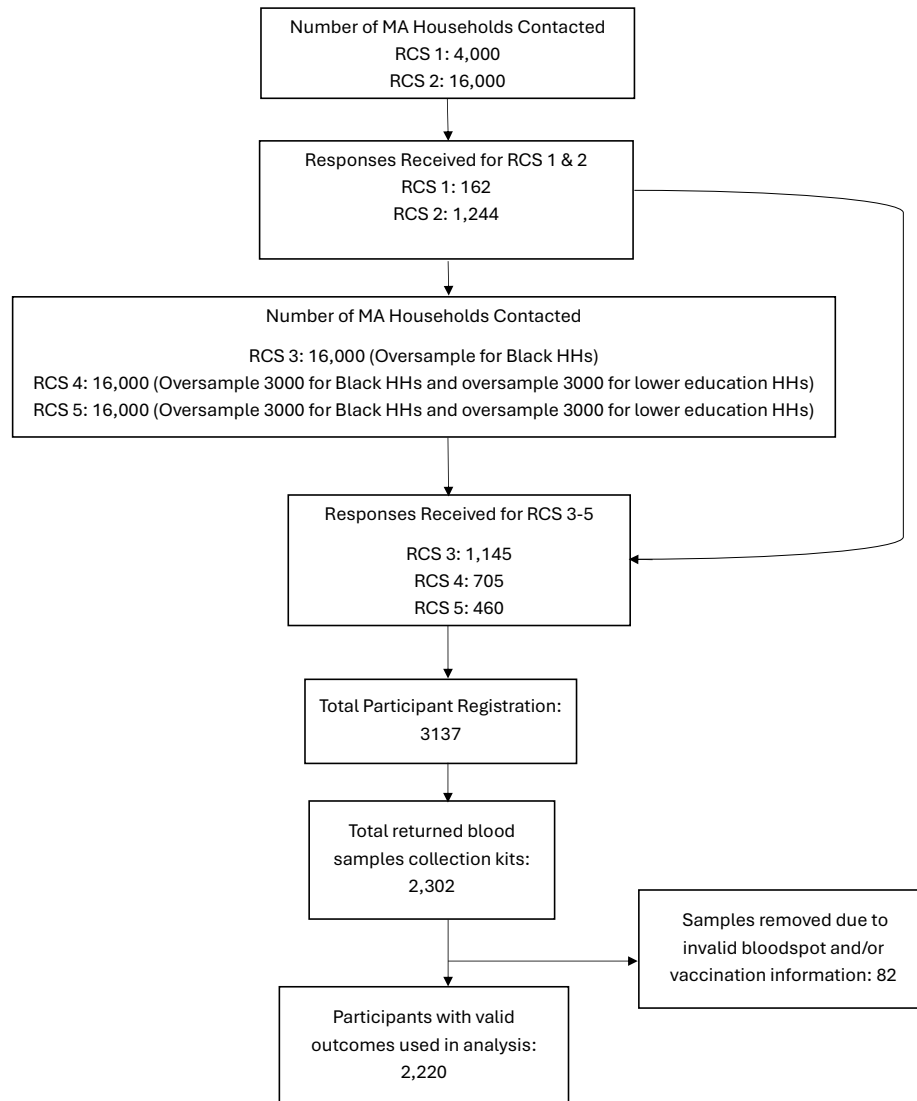 Number of MA Households Contacted
RCS 1: 4,000
RCS 2: 16,000
Responses Received for RCS 1 & 2
RCS 1: 162
RCS 2: 1,244
Number of MA Households Contacted
RCS 3: 16,000 (Oversample for Black HHs)
RCS 4: 16,000 (Oversample 3000 for Black HHs and oversample 3000 for lower education HHs)
RCS 5: 16,000 (Oversample 3000 for Black HHs and oversample 3000 for lower education HHs)
Responses Received for RCS 3-5
RCS 3: 1,145
RCS 4: 705
RCS 5: 460
Total Participant Registration:
3137
Total returned blood
samples collection kits:
2,302
Samples removed due to
invalid bloodspot and/or
vaccination information: 82
Participants with valid
outcomes used in analysis:
2,220